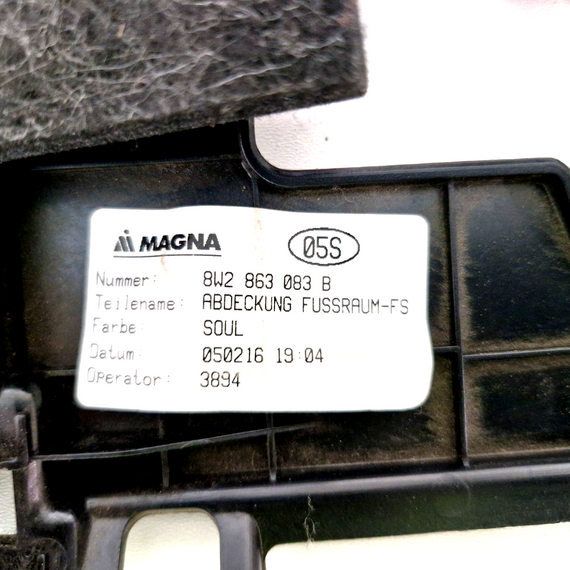 MAGNA 05S
Nummer: 8W2 863 083 B
Teilename: ABDECKUNG FUSSRAUM-FS
Farbe: SOUL
Datum: 050216 19:04
Operator: 3894